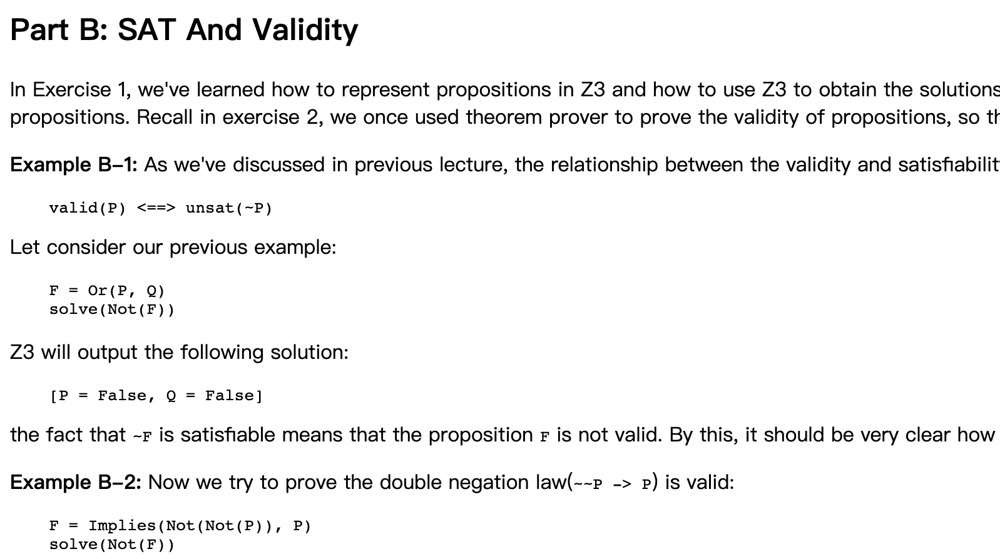 Part B: SAT And Validity
In Exercise 1, we've learned how to represent propositions in Z3 and how to use Z3 to obtain the solutions
propositions. Recall in exercise 2, we once used theorem prover to prove the validity of propositions, so
Example B–1: As we've discussed in previous lecture, the relationship between the validity and
valid(P) <==> unsat(~P)
Let consider our previous example:
F = Or(P, Q)
solve(Not(F))
Z3 will output the following solution:
[P = False, Q = False]
the fact that ~F is satisfiable means that the proposition F is not valid. By this, it should be very clear how
Example B–2: Now we try to prove the double negation law(~~P -> P) is valid:
F = Implies(Not(Not(P)), P)
solve(Not(F))